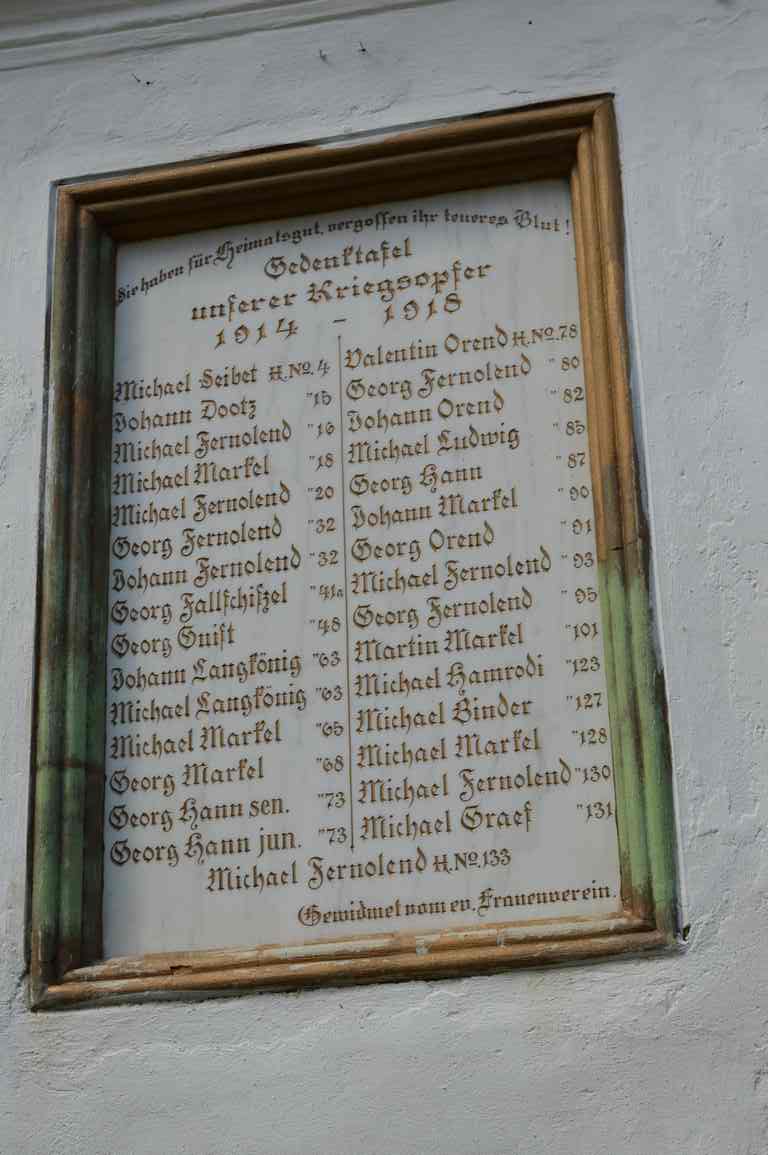 Sie haben für Heimatsgut, vergossen ihr teueres Blut!
Gedenktafel
unserer Kriegsopfer
1914 – 1918
Michael Seibet H.No. 4
Johann Dootz " 15
Michael Fernolend " 16
Michael Markel " 18
Michael Fernolend " 20
Georg Fernolend " 32
Johann Fernolend " 32
Georg Fallschiszel " 41a
Georg Guist " 48
Johann Langkönig " 63
Michael Langkönig " 63
Michael Markel " 65
Georg Markel " 68
Georg Hann sen. " 73
Georg Hann jun. " 73
Valentin Orend H.No. 78
Georg Fernolend " 80
Johann Orend " 82
Michael Ludwig " 85
Georg Hann " 87
Johann Markel " 90
Georg Orend " 91
Michael Fernolend " 93
Georg Fernolend " 95
Martin Markel " 101
Michael Hamrodi " 123
Michael Binder " 127
Michael Markel " 128
Michael Fernolend " 130
Michael Graef " 131
Michael Fernolend H.No. 133
Gewidmet vom ev. Frauenverein.